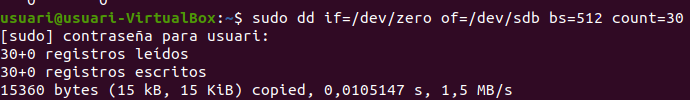 usuari@usuari-VirtualBox:~$ sudo dd if=/dev/zero of=/dev/sdb bs=512 count=30
[sudo] contraseña para usuari:
30+0 registros leídos
30+0 registros escritos
15360 bytes (15 kB, 15 KiB) copied, 0,0105147 s, 1,5 MB/s